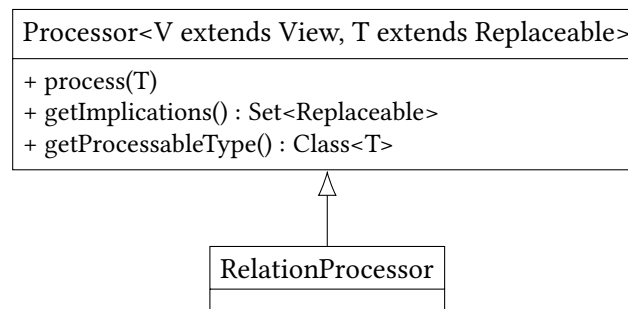 Processor<V extends View, T extends Replaceable>
+ process(T)
+ getImplications() : Set<Replaceable>
+ getProcessableType() : Class<T>
RelationProcessor